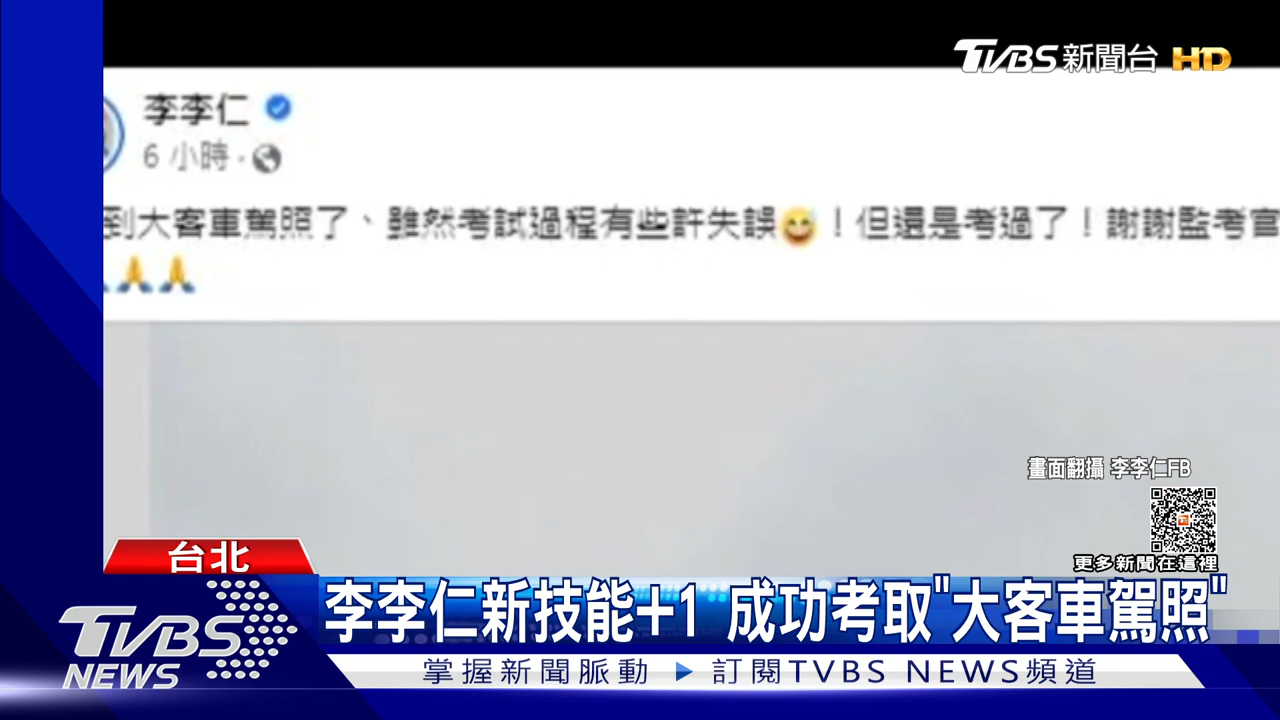 TVBS新聞台 HD
李李仁
6 小時
到大客車駕照了、雖然考試過程有些許失誤😅！但還是考過了！謝謝監考官
🙏🙏
畫面翻攝 李李仁FB
更多新聞在這裡
台北
李李仁新技能+1 成功考取"大客車駕照"
TVBS NEWS
掌握新聞脈動 ▶ 訂閱TVBS NEWS頻道